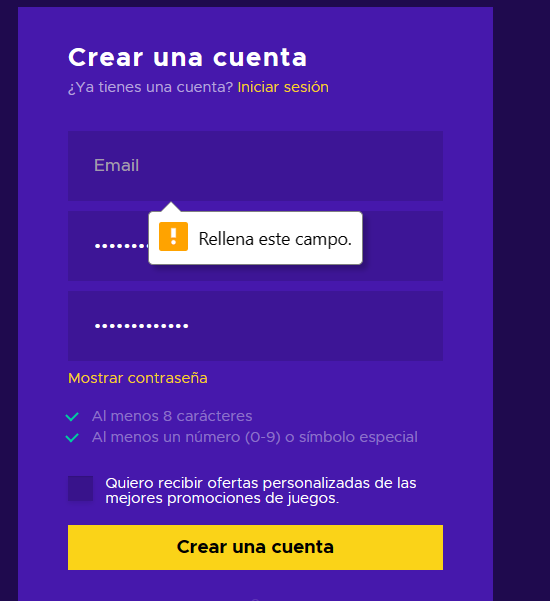 Crear una cuenta
¿Ya tienes una cuenta? Iniciar sesión
Email
Rellena este campo.
Mostrar contraseña
Al menos 8 carácteres
Al menos un número (0-9) o símbolo especial
Quiero recibir ofertas personalizadas de las
mejores promociones de juegos.
Crear una cuenta